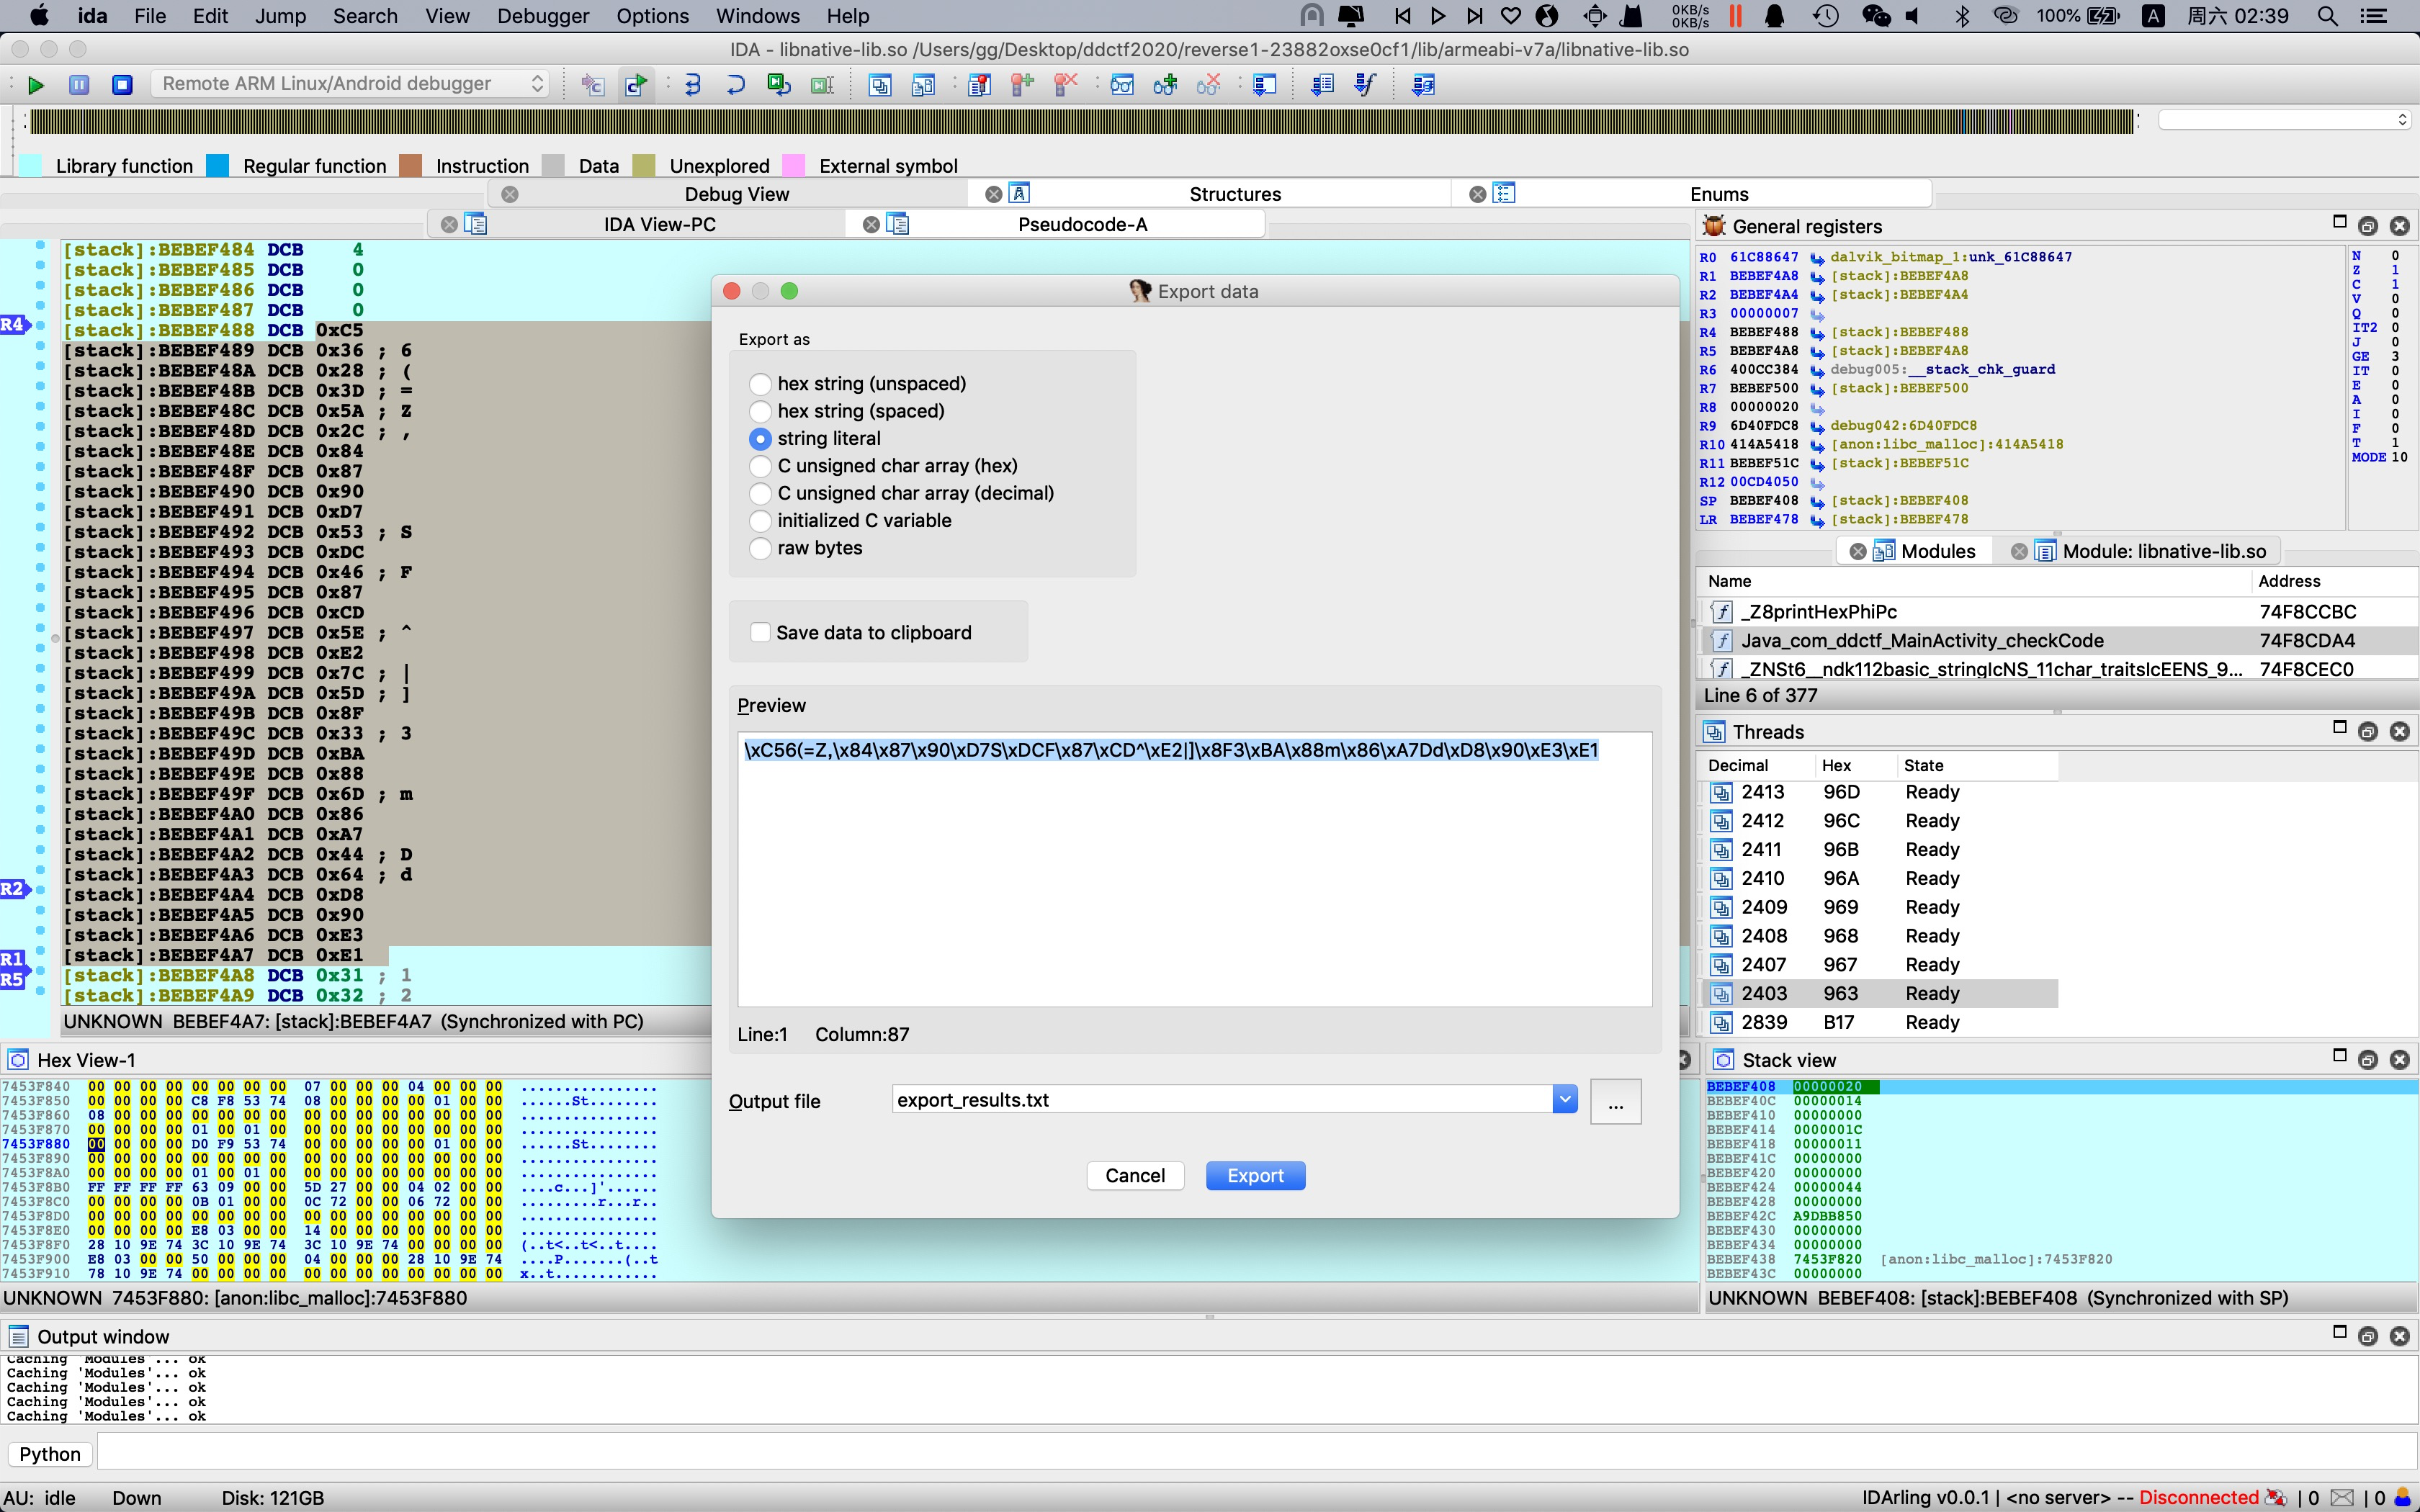 ida File Edit Jump Search View Debugger Options Windows Help 0KB/s 0KB/s 100% A 周六 02:39
IDA - libnative-lib.so /Users/gg/Desktop/ddctf2020/reverse1-23882oxse0cf1/lib/armeabi-v7a/libnative-lib.so
Remote ARM Linux/Android debugger
Library function Regular function Instruction Data Unexplored External symbol
Debug View Structures Enums
IDA View-PC Pseudocode-A
[stack]:BEBEF484 DCB 4
[stack]:BEBEF485 DCB 0
[stack]:BEBEF486 DCB 0
[stack]:BEBEF487 DCB 0
R4 [stack]:BEBEF488 DCB 0xC5
[stack]:BEBEF489 DCB 0x36 ; 6
[stack]:BEBEF48A DCB 0x28 ; (
[stack]:BEBEF48B DCB 0x3D ; =
[stack]:BEBEF48C DCB 0x5A ; Z
[stack]:BEBEF48D DCB 0x2C ; ,
[stack]:BEBEF48E DCB 0x84
[stack]:BEBEF48F DCB 0x87
[stack]:BEBEF490 DCB 0x90
[stack]:BEBEF491 DCB 0xD7
[stack]:BEBEF492 DCB 0x53 ; S
[stack]:BEBEF493 DCB 0xDC
[stack]:BEBEF494 DCB 0x46 ; F
[stack]:BEBEF495 DCB 0x87
[stack]:BEBEF496 DCB 0xCD
[stack]:BEBEF497 DCB 0x5E ; ^
[stack]:BEBEF498 DCB 0xE2
[stack]:BEBEF499 DCB 0x7C ; |
[stack]:BEBEF49A DCB 0x5D ; ]
[stack]:BEBEF49B DCB 0x8F
[stack]:BEBEF49C DCB 0x33 ; 3
[stack]:BEBEF49D DCB 0xBA
[stack]:BEBEF49E DCB 0x88
[stack]:BEBEF49F DCB 0x6D ; m
[stack]:BEBEF4A0 DCB 0x86
[stack]:BEBEF4A1 DCB 0xA7
[stack]:BEBEF4A2 DCB 0x44 ; D
[stack]:BEBEF4A3 DCB 0x64 ; d
R2 [stack]:BEBEF4A4 DCB 0xD8
[stack]:BEBEF4A5 DCB 0x90
[stack]:BEBEF4A6 DCB 0xE3
[stack]:BEBEF4A7 DCB 0xE1
R1
R5 [stack]:BEBEF4A8 DCB 0x31 ; 1
[stack]:BEBEF4A9 DCB 0x32 ; 2
UNKNOWN BEBEF4A7: [stack]:BEBEF4A7 (Synchronized with PC)
Export data
Export as
hex string (unspaced)
hex string (spaced)
string literal
C unsigned char array (hex)
C unsigned char array (decimal)
initialized C variable
raw bytes
Save data to clipboard
Preview
\xC56(=Z,\x84\x87\x90\xD7S\xDCF\x87\xCD^\xE2|]\x8F3\xBA\x88m\x86\xA7Dd\xD8\x90\xE3\xE1
Line:1 Column:87
Output file export_results.txt ...
Cancel Export
General registers
R0 61C88647 dalvik_bitmap_1:unk_61C88647
R1 BEBEF4A8 [stack]:BEBEF4A8
R2 BEBEF4A4 [stack]:BEBEF4A4
R3 00000007
R4 BEBEF488 [stack]:BEBEF488
R5 BEBEF4A8 [stack]:BEBEF4A8
R6 400CC384 debug005:__stack_chk_guard
R7 BEBEF500 [stack]:BEBEF500
R8 00000020
R9 6D40FDC8 debug042:6D40FDC8
R10 414A5418 [anon:libc_malloc]:414A5418
R11 BEBEF51C [stack]:BEBEF51C
R12 00CD4050
SP BEBEF408 [stack]:BEBEF408
LR BEBEF478 [stack]:BEBEF478
N 0
Z 1
C 1
V 0
Q 0
IT2 0
J 0
GE 3
IT 0
E 0
A 0
I 0
F 0
T 1
MODE 10
Modules Module: libnative-lib.so
Name Address
_Z8printHexPhiPc 74F8CCBC
Java_com_ddctf_MainActivity_checkCode 74F8CDA4
_ZNSt6__ndk112basic_stringIcNS_11char_traitsIcEENS_9... 74F8CEC0
Line 6 of 377
Threads
Decimal Hex State
2413 96D Ready
2412 96C Ready
2411 96B Ready
2410 96A Ready
2409 969 Ready
2408 968 Ready
2407 967 Ready
2403 963 Ready
2839 B17 Ready
Hex View-1
7453F840 00 00 00 00 00 00 00 00 07 00 00 00 04 00 00 00 ................
7453F850 00 00 00 00 C8 F8 53 74 08 00 00 00 00 01 00 00 ......St........
7453F860 08 00 00 00 00 00 00 00 00 00 00 00 00 00 00 00 ................
7453F870 00 00 00 00 01 00 01 00 00 00 00 00 00 00 00 00 ................
7453F880 00 00 00 00 D0 F9 53 74 00 00 00 00 00 01 00 00 ......St........
7453F890 00 00 00 00 00 00 00 00 00 00 00 00 00 00 00 00 ................
7453F8A0 00 00 00 00 01 00 01 00 00 00 00 00 00 00 00 00 ................
7453F8B0 FF FF FF FF 63 09 00 00 5D 27 00 00 04 02 00 00 ....c...]'......
7453F8C0 00 00 00 00 0B 01 00 00 0C 72 00 00 06 72 00 00 .........r...r..
7453F8D0 00 00 00 00 00 00 00 00 00 00 00 00 00 00 00 00 ................
7453F8E0 00 00 00 00 E8 03 00 00 14 00 00 00 00 00 00 00 ................
7453F8F0 28 10 9E 74 3C 10 9E 74 3C 10 9E 74 00 00 00 00 (..t<..t<..t....
7453F900 E8 03 00 00 50 00 00 00 04 00 00 00 28 10 9E 74 ....P.......(..t
7453F910 78 10 9E 74 00 00 00 00 00 00 00 00 00 00 00 00 x..t............
UNKNOWN 7453F880: [anon:libc_malloc]:7453F880
Stack view
BEBEF408 00000020
BEBEF40C 00000014
BEBEF410 00000000
BEBEF414 0000001C
BEBEF418 00000011
BEBEF41C 00000000
BEBEF420 00000000
BEBEF424 00000044
BEBEF428 00000000
BEBEF42C A9DBB850
BEBEF430 00000000
BEBEF434 00000000
BEBEF438 7453F820 [anon:libc_malloc]:7453F820
BEBEF43C 00000000
UNKNOWN BEBEF408: [stack]:BEBEF408 (Synchronized with SP)
Output window
Caching 'Modules'... ok
Caching 'Modules'... ok
Caching 'Modules'... ok
Caching 'Modules'... ok
Caching 'Modules'... ok
Python
AU: idle Down Disk: 121GB IDArling v0.0.1 | <no server> -- Disconnected | 0 | 0